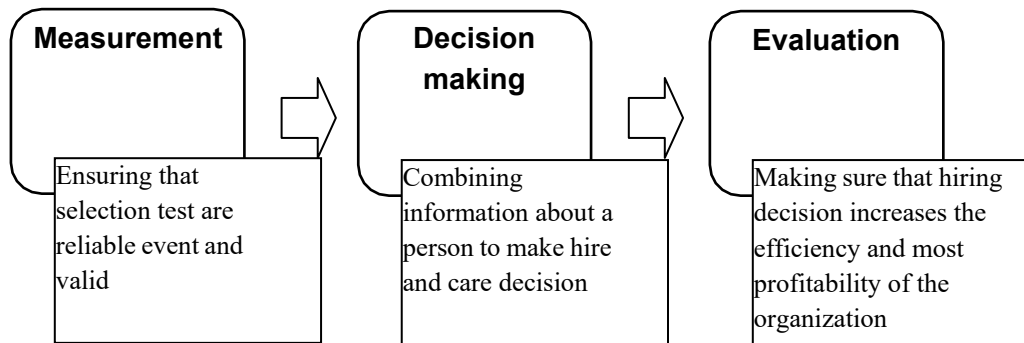 Measurement
Ensuring that
selection test are
reliable event and
valid
Decision
making
Combining
information about a
person to make hire
and care decision
Evaluation
Making sure that hiring
decision increases the
efficiency and most
profitability of the
organization